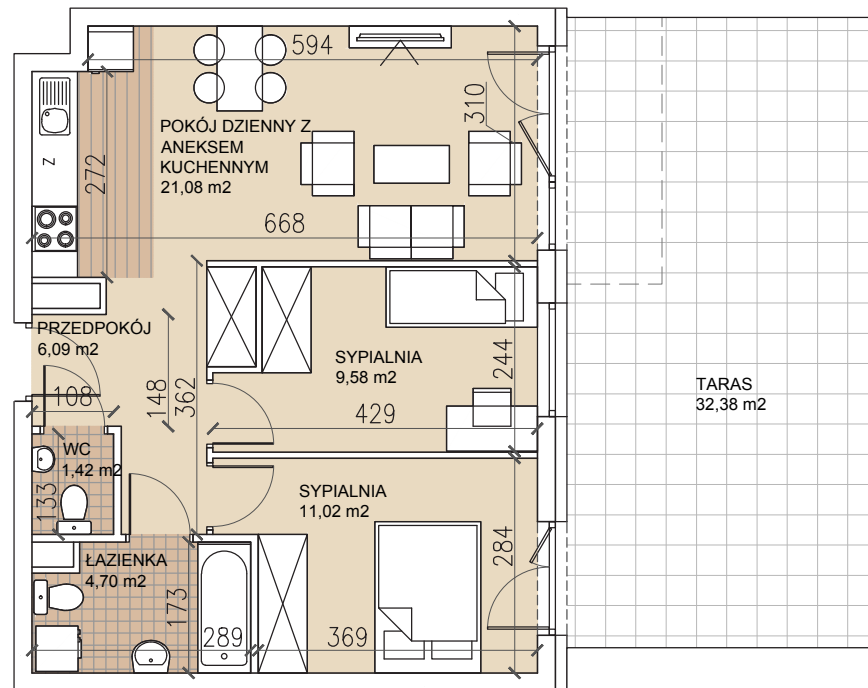 594
310
POKÓJ DZIENNY Z
ANEKSEM
KUCHENNYM
21,08 m2
Z
272
668
PRZEDPOKÓJ
6,09 m2
SYPIALNIA
9,58 m2
244
TARAS
32,38 m2
108
148
362
429
WC
1,42 m2
133
SYPIALNIA
11,02 m2
284
ŁAZIENKA
4,70 m2
173
289
369